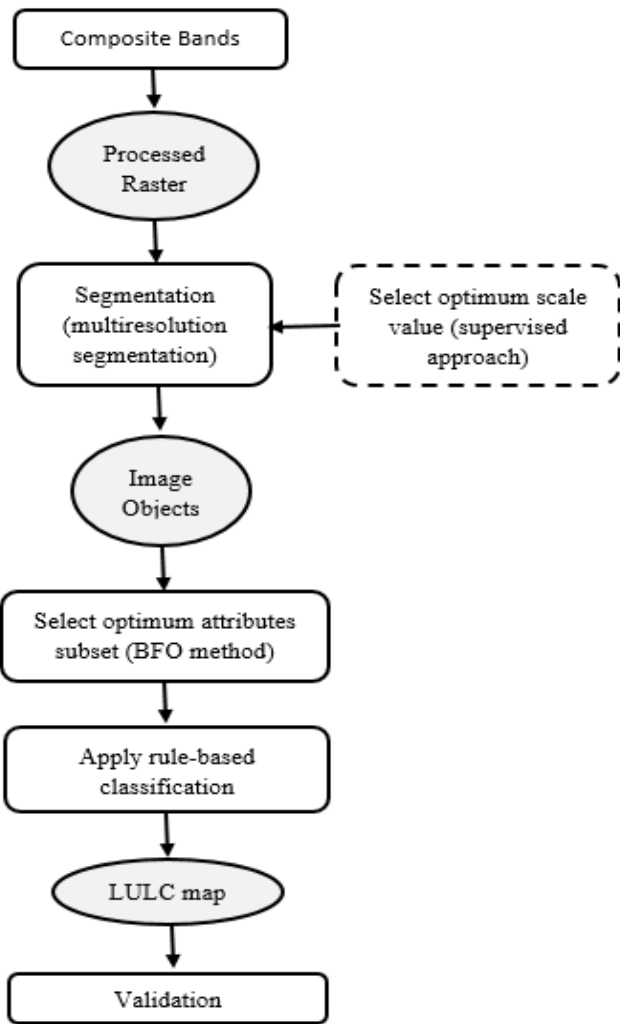 Composite Bands
Processed
Raster
Segmentation
(multiresolution
segmentation)
Select optimum scale
value (supervised
approach)
Image
Objects
Select optimum attributes
subset (BFO method)
Apply rule-based
classification
LULC map
Validation